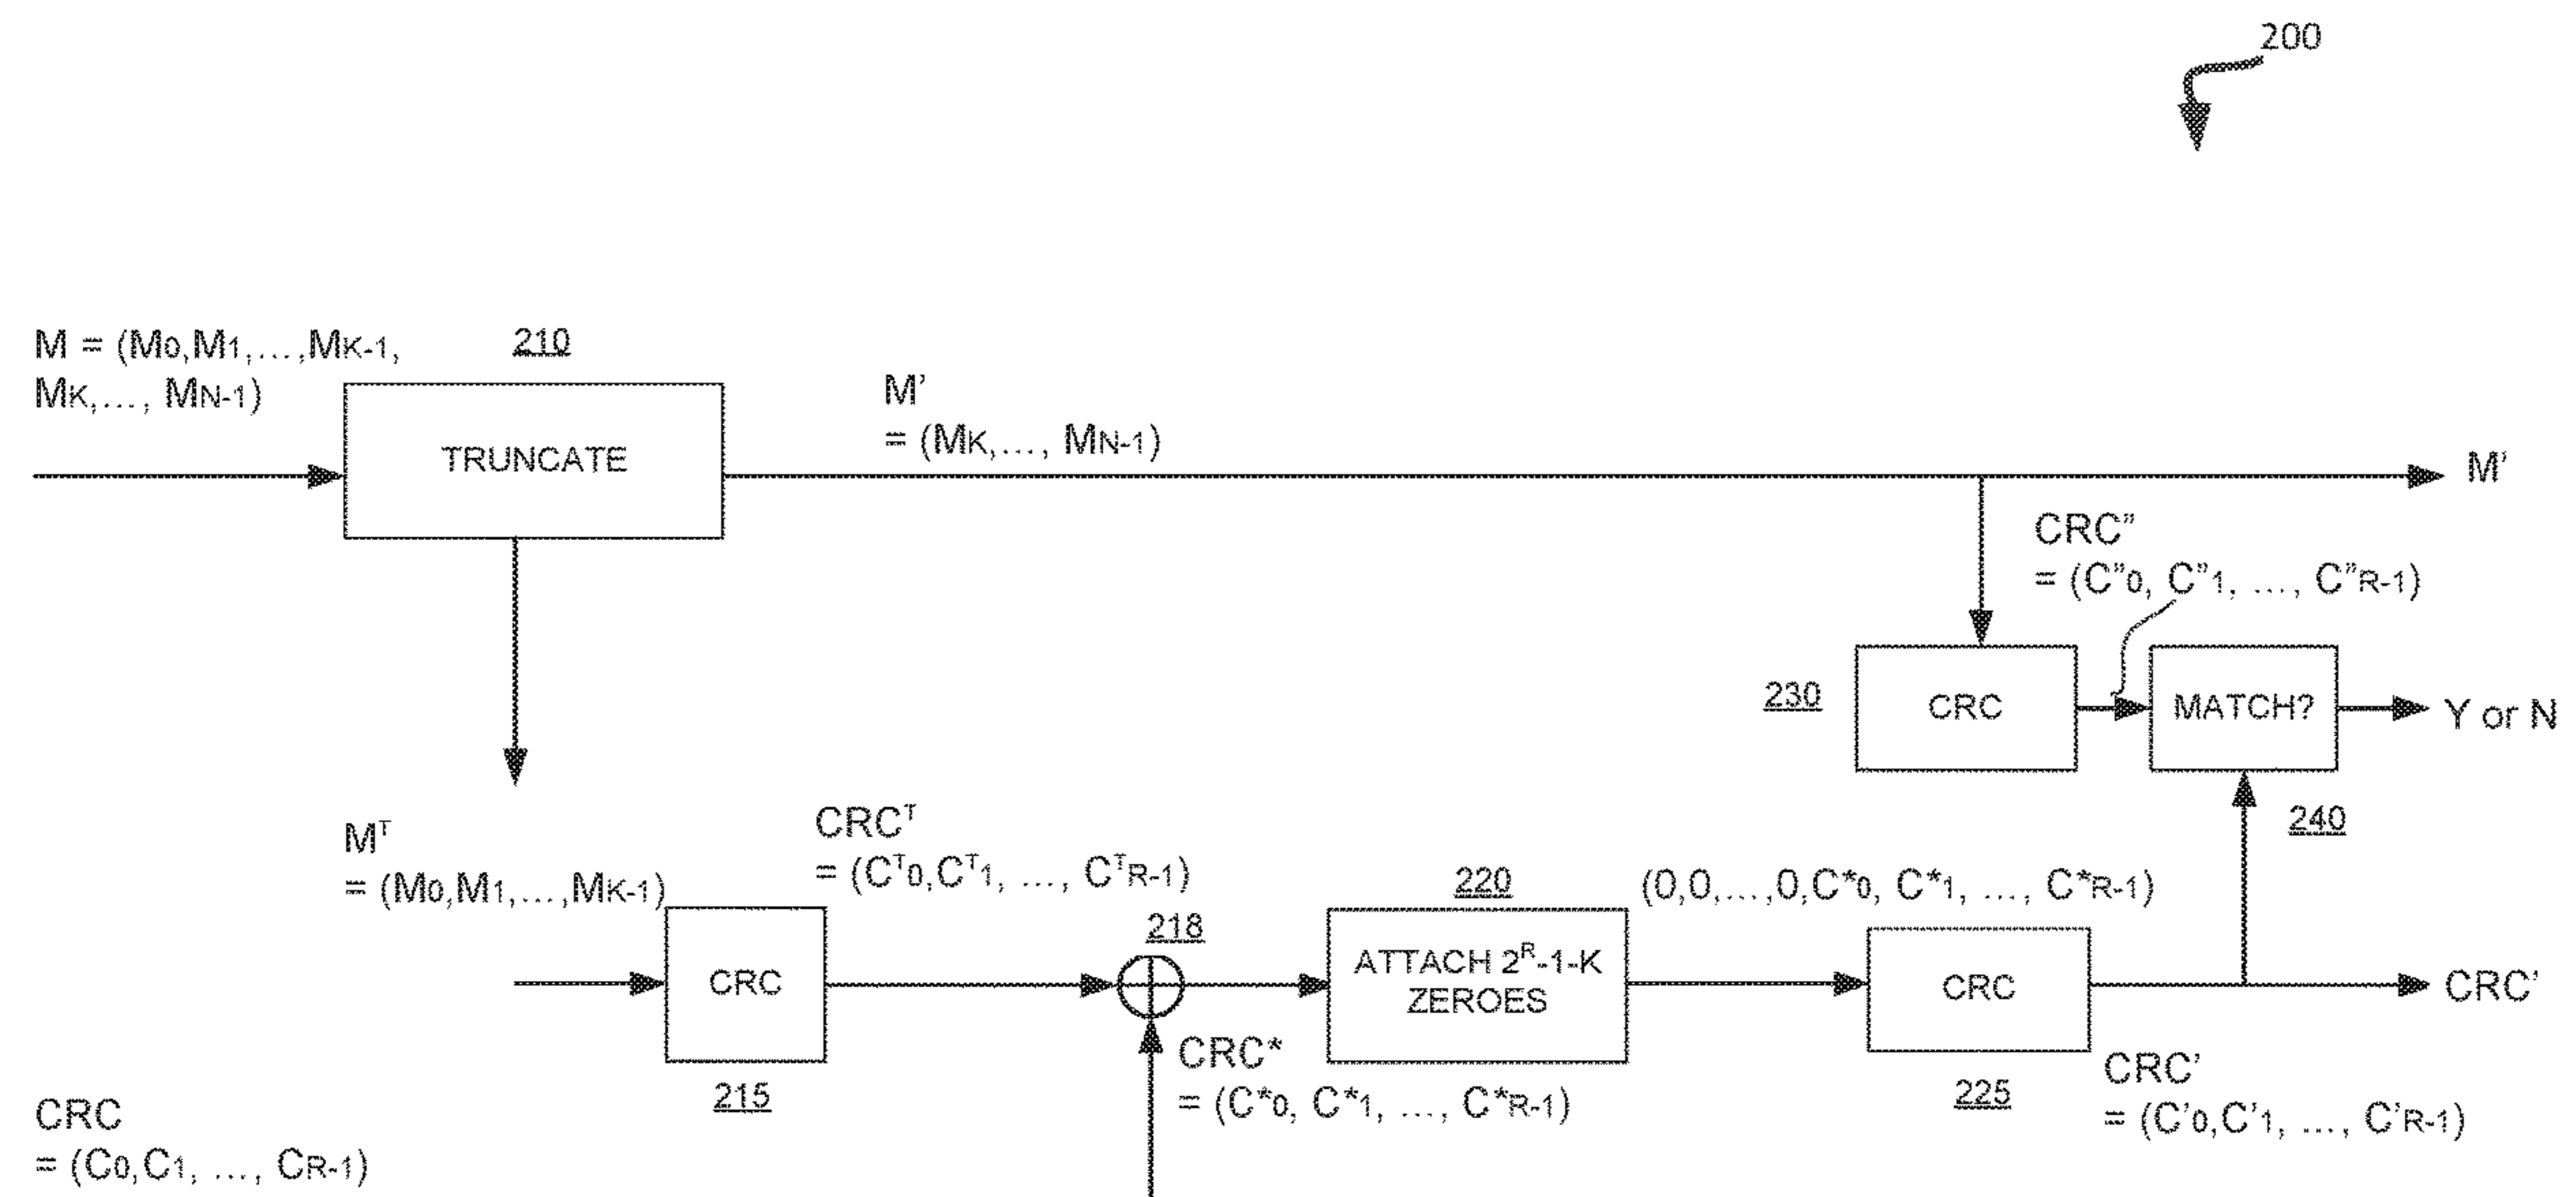 200
M = (M0,M1,...,MK-1,
MK,..., MN-1)
210
TRUNCATE
M'
= (MK,..., MN-1)
M'
CRC"
= (C"0, C"1, ..., C"R-1)
230
CRC
MATCH?
Y or N
240
Mᵀ
= (M0,M1,...,MK-1)
CRCᵀ
= (Cᵀ0,Cᵀ1, ..., CᵀR-1)
CRC
215
218
220
ATTACH 2ᴿ-1-K
ZEROES
(0,0,...,0,C*0, C*1, ..., C*R-1)
CRC
225
CRC'
CRC*
= (C*0, C*1, ..., C*R-1)
CRC'
= (C'0,C'1, ..., C'R-1)
CRC
= (C0,C1, ..., CR-1)